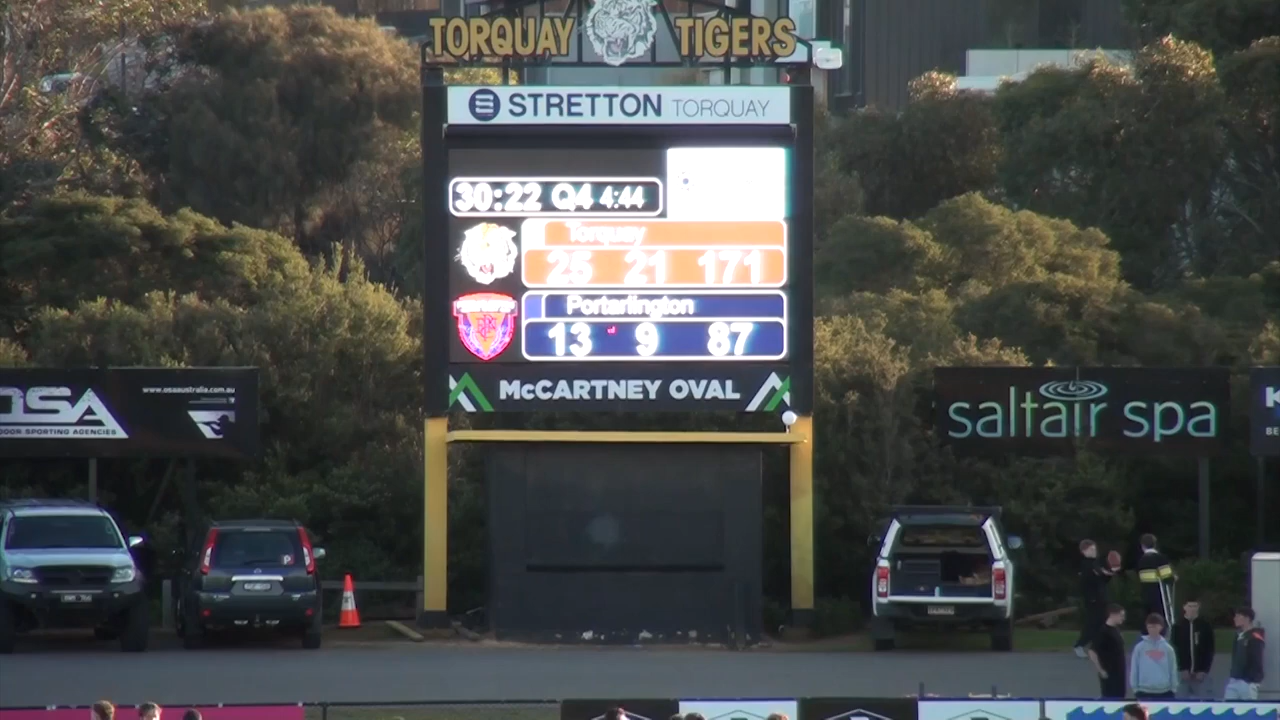 TORQUAY TIGERS
STRETTON TORQUAY
30:22 Q4 4:44
Torquay
25 21 171
Portarlington
13 9 87
McCARTNEY OVAL
OSA
www.osaaustralia.com.au
OOR SPORTING AGENCIES
saltair spa
K
BE